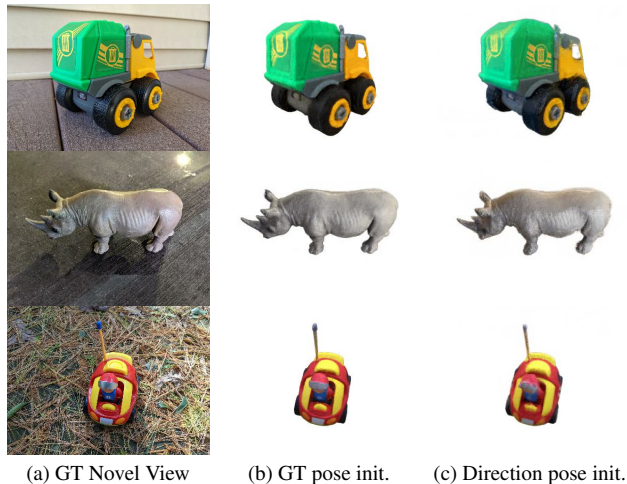 (a) GT Novel View
(b) GT pose init.
(c) Direction pose init.